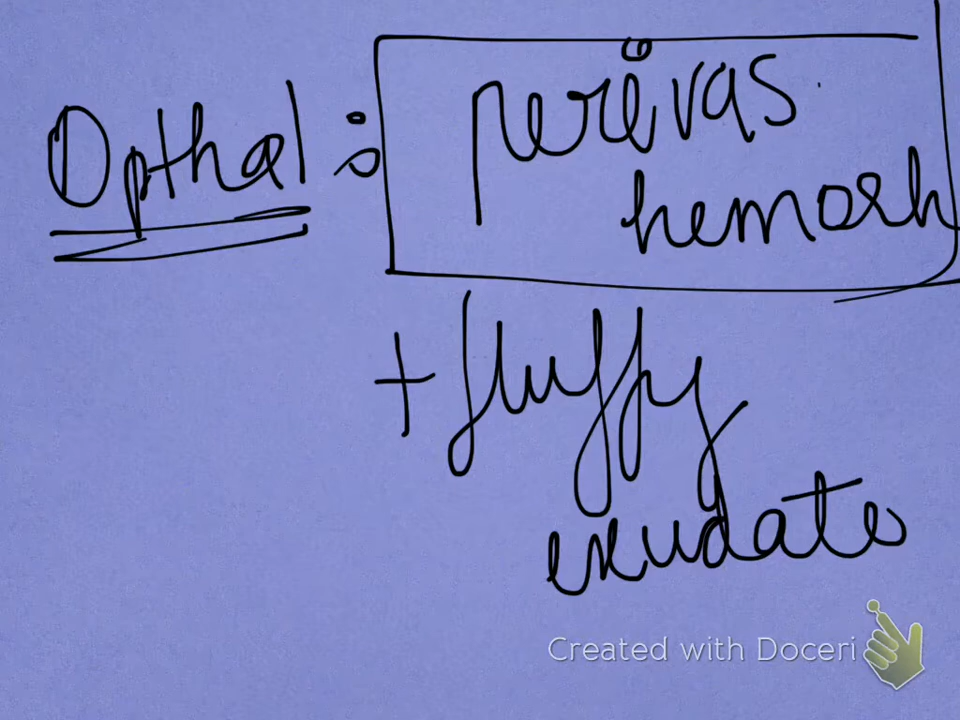 Opthal : perivas
hemorrh
+ fluffy
exudate
Created with Doceri